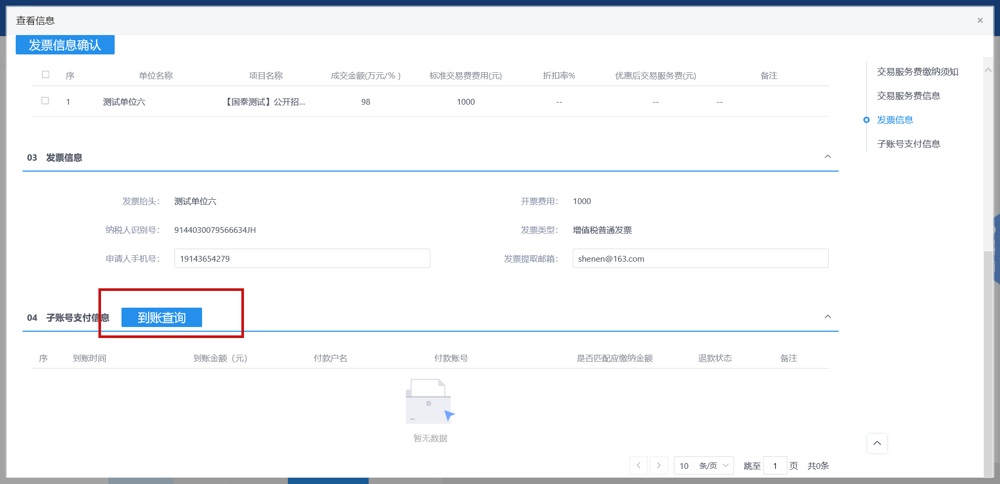 查看信息
发票信息确认
序 单位名称 项目名称 成交金额(万元/% ) 标准交易费费用(元) 折扣率% 优惠后交易服务费(元) 备注
1 测试单位六 【国泰测试】公开招... 98 1000 -- -- --
交易服务费缴纳须知
交易服务费信息
发票信息
子账号支付信息
03 发票信息
发票抬头： 测试单位六 开票费用： 1000
纳税人识别号： 9144030079566634JH 发票类型： 增值税普通发票
申请人手机号： 19143654279 发票提取邮箱： shenen@163.com
04 子账号支付信息 到账查询
序 到账时间 到账金额（元） 付款户名 付款账号 是否匹配应缴纳金额 退款状态 备注
暂无数据
10 条/页 跳至 1 页 共0条